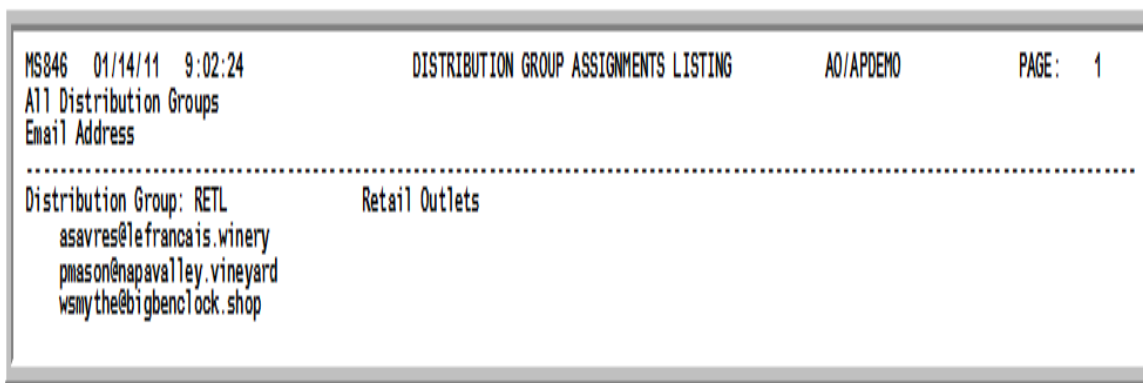 MS846 01/14/11 9:02:24 DISTRIBUTION GROUP ASSIGNMENTS LISTING AO/APDEMO PAGE: 1
All Distribution Groups
Email Address
Distribution Group: RETL Retail Outlets
asavres@lefrancais.winery
pmason@napavalley.vineyard
wsmythe@bigbenclock.shop